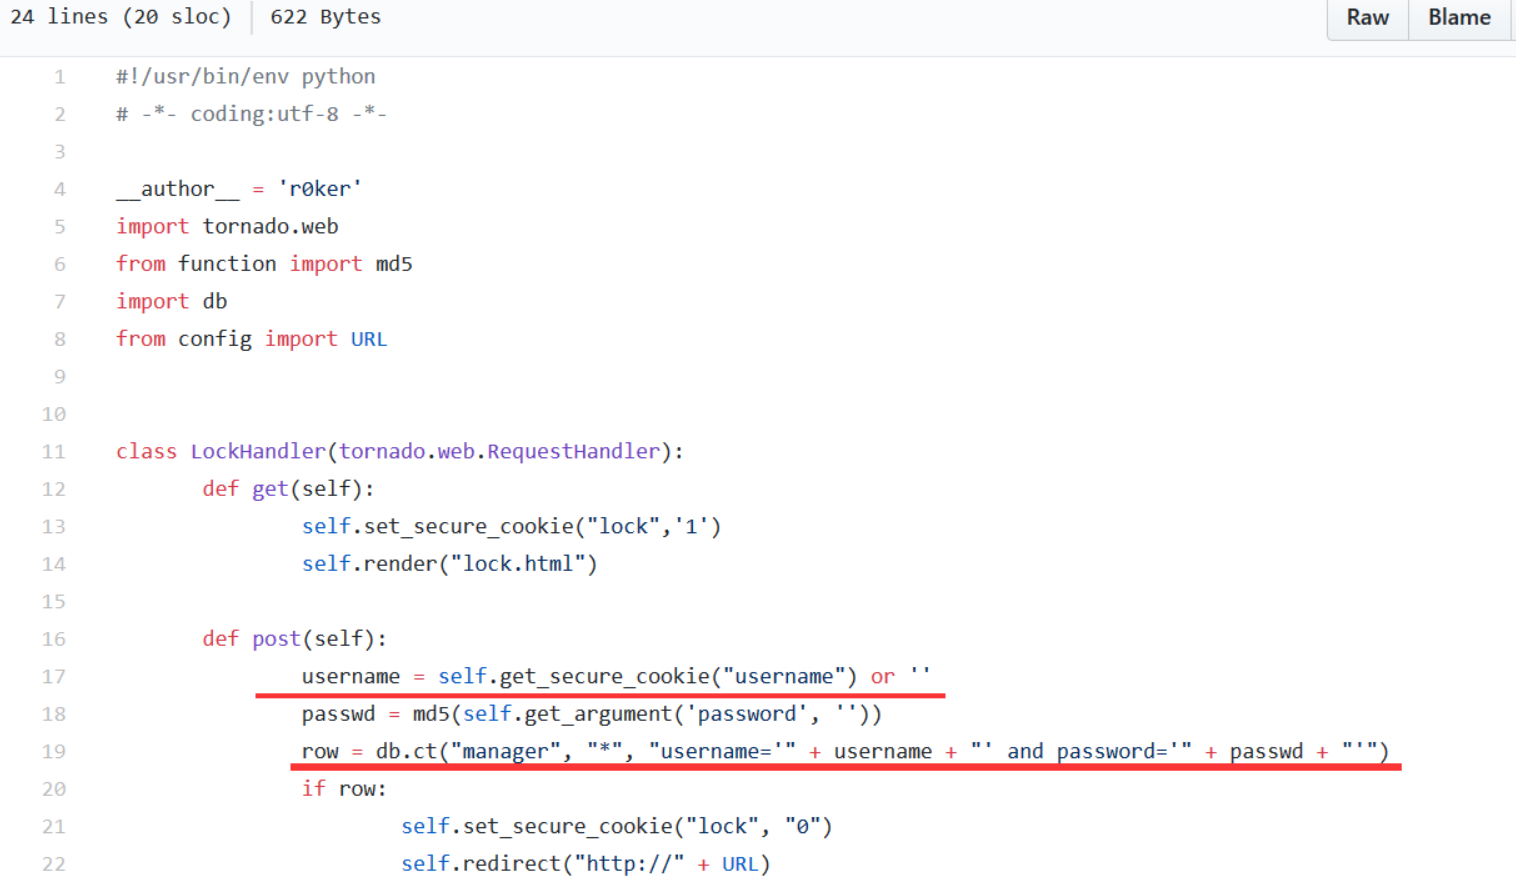 24 lines (20 sloc) 622 Bytes Raw Blame
1 #!/usr/bin/env python
2 # -*- coding:utf-8 -*-
3
4 __author__ = 'r0ker'
5 import tornado.web
6 from function import md5
7 import db
8 from config import URL
9
10
11 class LockHandler(tornado.web.RequestHandler):
12 def get(self):
13 self.set_secure_cookie("lock",'1')
14 self.render("lock.html")
15
16 def post(self):
17 username = self.get_secure_cookie("username") or ''
18 passwd = md5(self.get_argument('password', ''))
19 row = db.ct("manager", "*", "username='" + username + "' and password='" + passwd + "'")
20 if row:
21 self.set_secure_cookie("lock", "0")
22 self.redirect("http://" + URL)